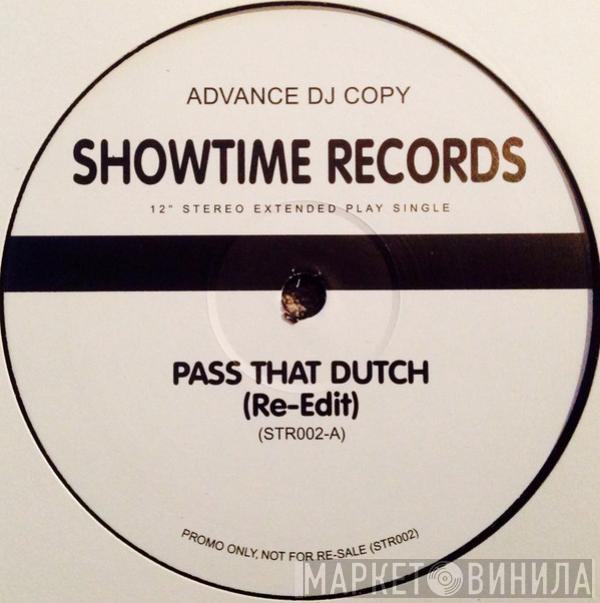 ADVANCE DJ COPY
SHOWTIME RECORDS
12" STEREO EXTENDED PLAY SINGLE
PASS THAT DUTCH
(Re-Edit)
(STR002-A)
PROMO ONLY, NOT FOR RE-SALE (STR002)
МАРКЕТ ВИНИЛА